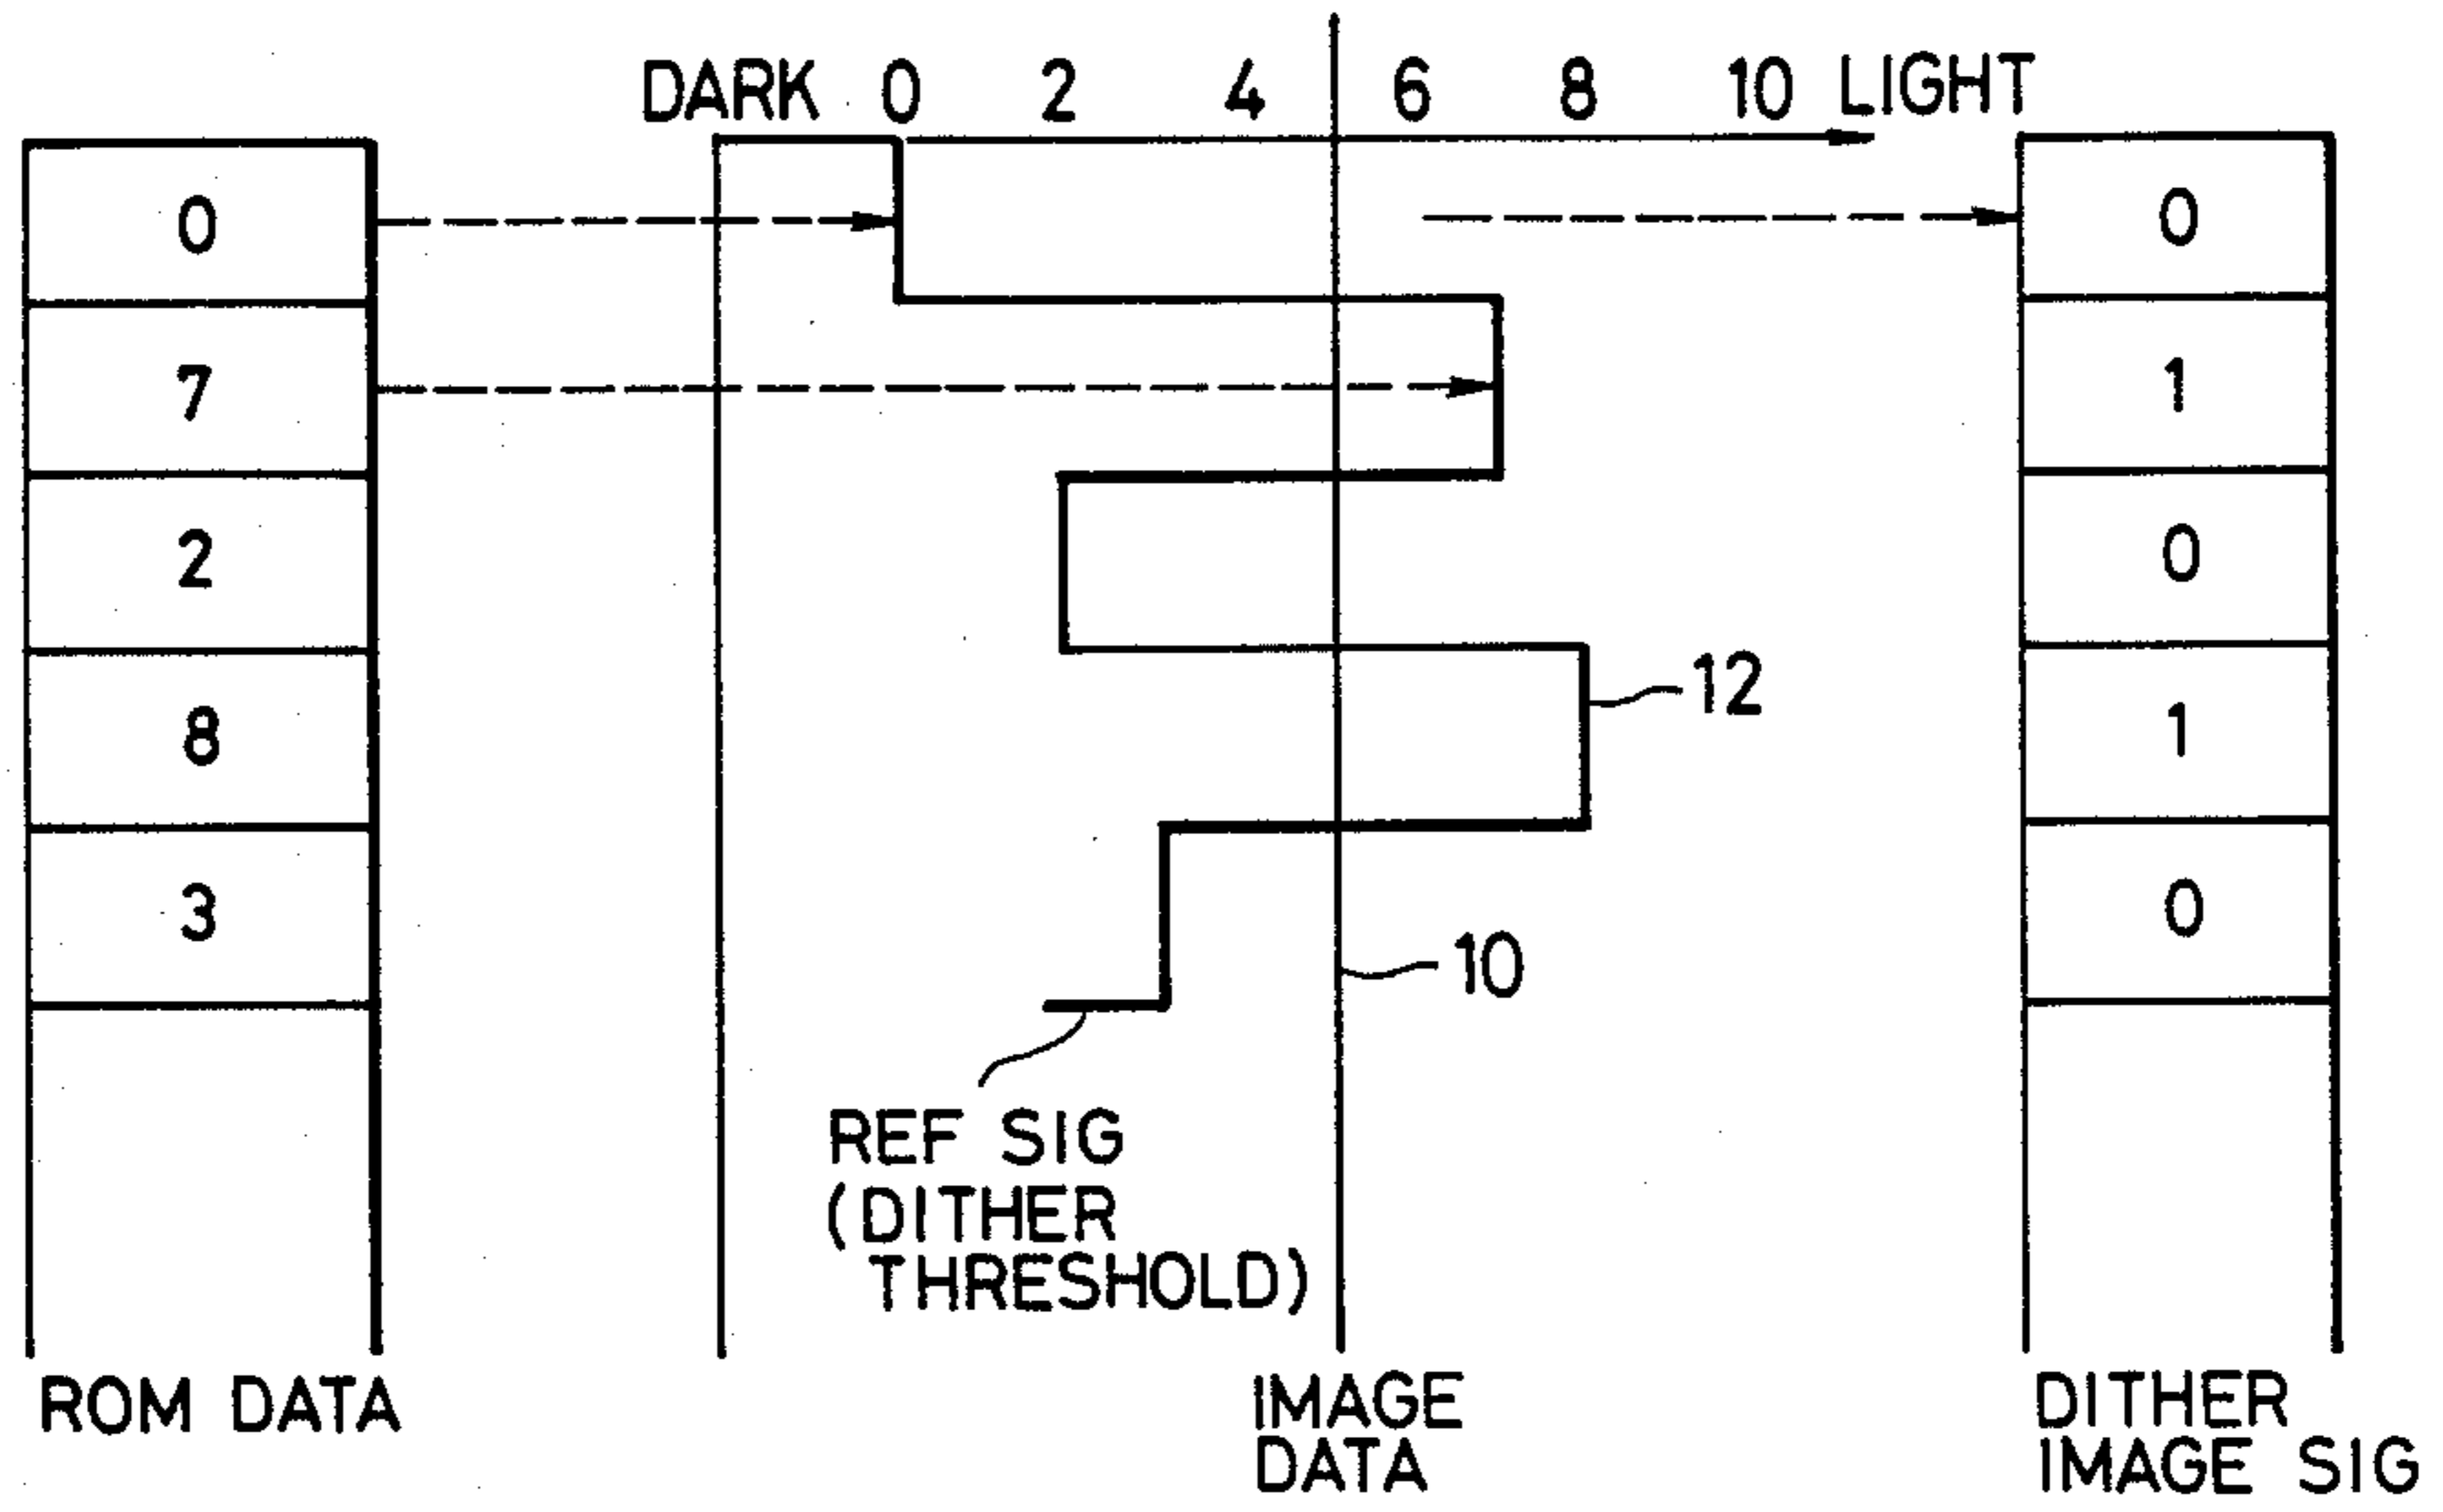 DARK 0 2 4 6 8 10 LIGHT
0
0
7
1
2
0
8
12
1
3
10
0
REF SIG
(DITHER
THRESHOLD)
ROM DATA
IMAGE
DATA
DITHER
IMAGE SIG